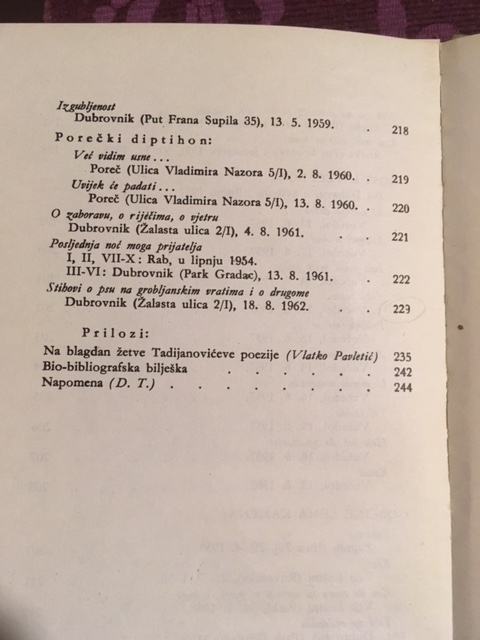 Izgubljenost
Dubrovnik (Put Frana Supila 35), 13. 5. 1959. . 218
Porečki diptihon:
Već vidim usne . . .
Poreč (Ulica Vladimira Nazora 5/I), 2. 8. 1960. . 219
Uvijek će padati . . .
Poreč (Ulica Vladimira Nazora 5/I), 13. 8. 1960. . 220
O zaboravu, o riječima, o vjetru
Dubrovnik (Žalasta ulica 2/I), 4. 8. 1961. . 221
Posljednja noć moga prijatelja
I, II, VII-X: Rab, u lipnju 1954.
III-VI: Dubrovnik (Park Gradac), 13. 8. 1961. . 222
Stihovi o psu na grobljanskim vratima i o drugome
Dubrovnik (Žalasta ulica 2/I), 18. 8. 1962. . 229
Prilozi:
Na blagdan žetve Tadijanovićeve poezije (Vlatko Pavletić) 235
Bio-bibliografska bilješka . . . . . . 242
Napomena (D. T.) . . . . . . . . 244